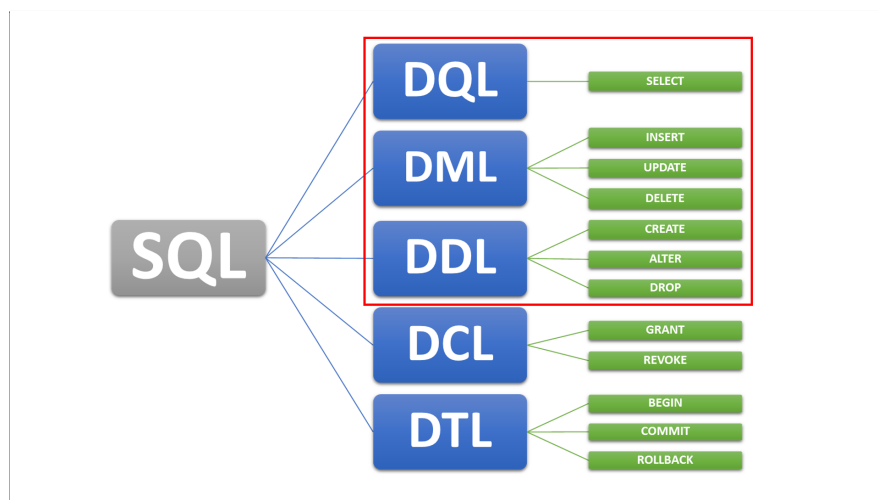 SQL
DQL
SELECT
DML
INSERT
UPDATE
DELETE
DDL
CREATE
ALTER
DROP
DCL
GRANT
REVOKE
DTL
BEGIN
COMMIT
ROLLBACK